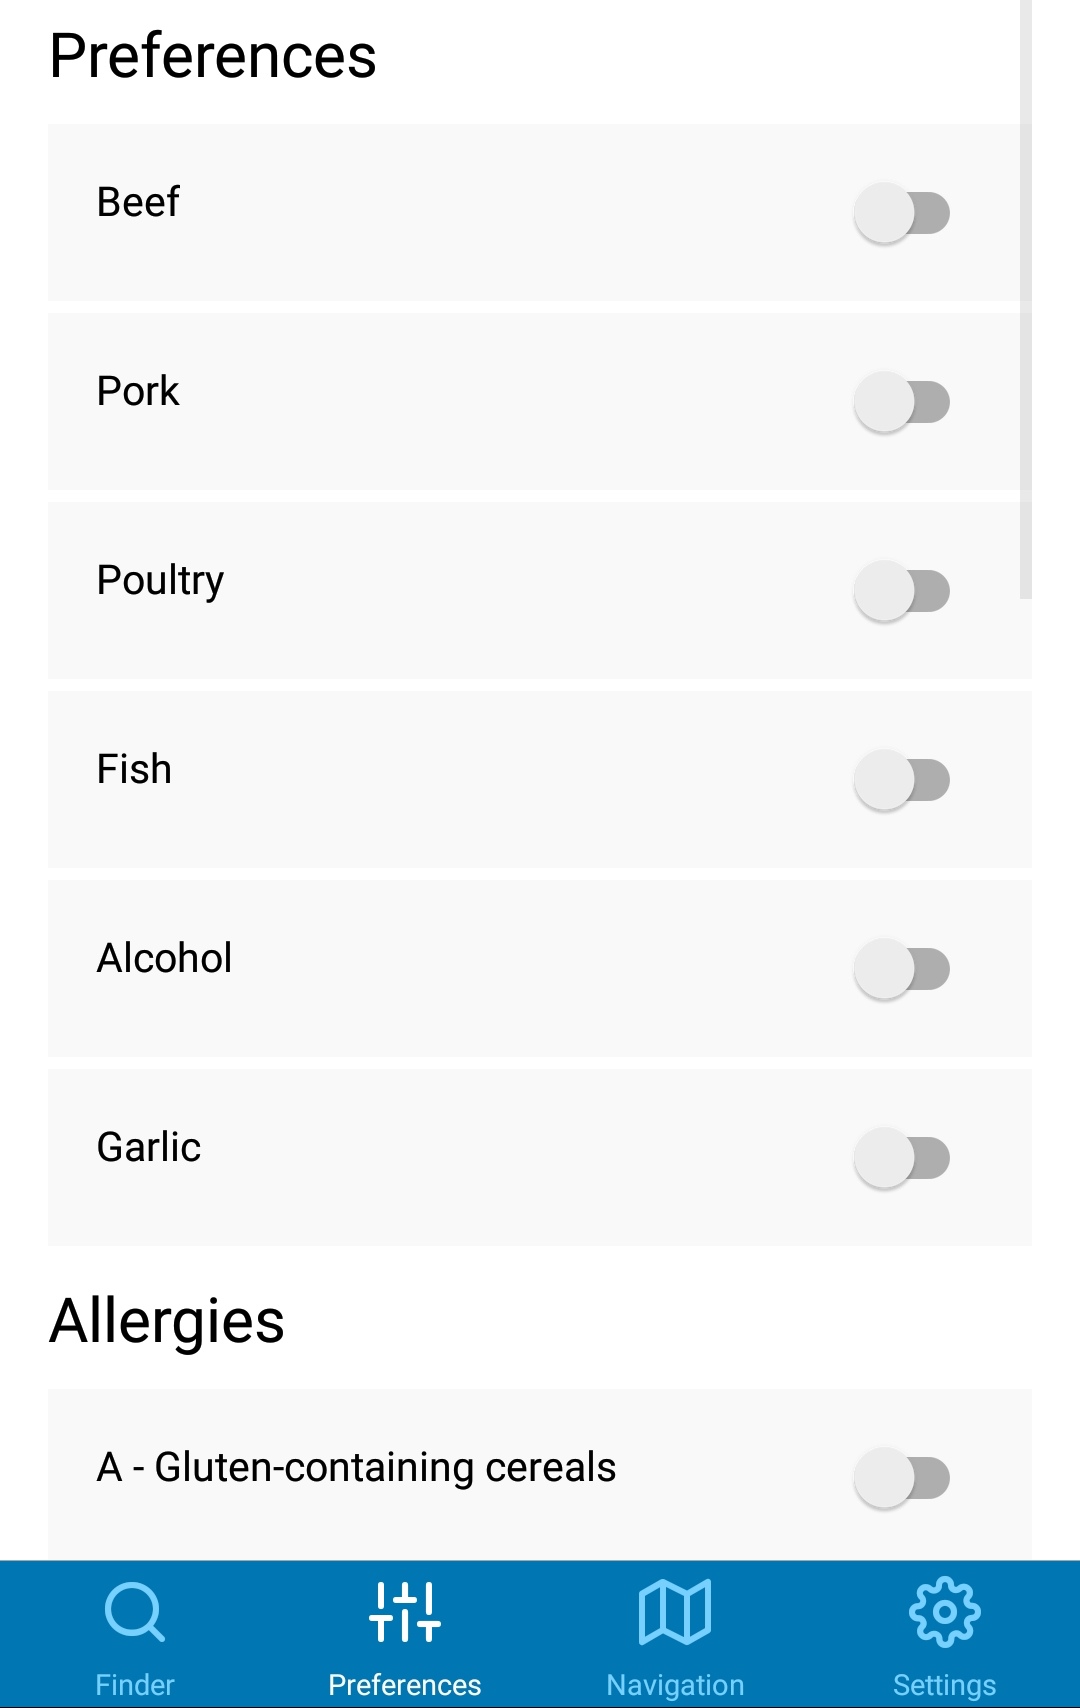 Preferences
Beef
Pork
Poultry
Fish
Alcohol
Garlic
Allergies
A - Gluten-containing cereals
Finder
Preferences
Navigation
Settings